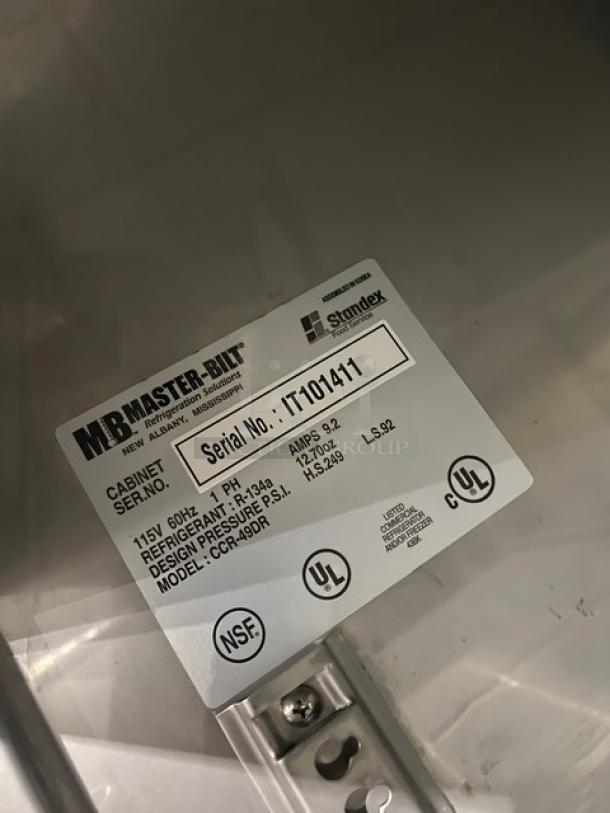 ASSEMBLED IN KOREA
Standex
Food Service
MB MASTER-BILT®
Refrigeration Solutions
NEW ALBANY, MISSISSIPPI
CABINET
SER.NO.
Serial No. : IT101411
115V 60Hz 1 PH AMPS 9.2
REFRIGERANT : R-134a 12.70oz
DESIGN PRESSURE P.S.I. H.S.249 L.S.92
MODEL : CCR-49DR
NSF®
UL®
LISTED
COMMERCIAL
REFRIGERATOR
AND/OR FREEZER
C UL®
GROUP